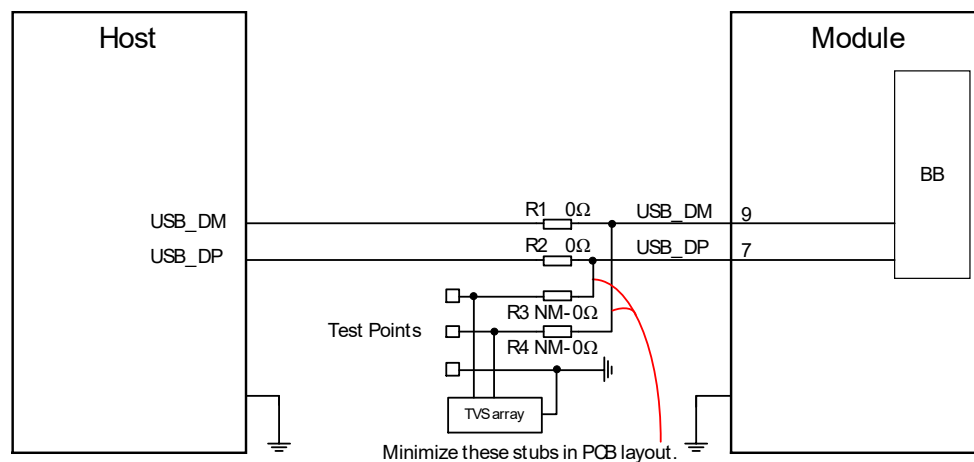 Host
Module
BB
R1 0Ω
USB_DM
9
USB_DM
R2 0Ω
USB_DP
7
USB_DP
R3 NM-0Ω
Test Points
R4 NM-0Ω
TVS array
Minimize these stubs in PCB layout.